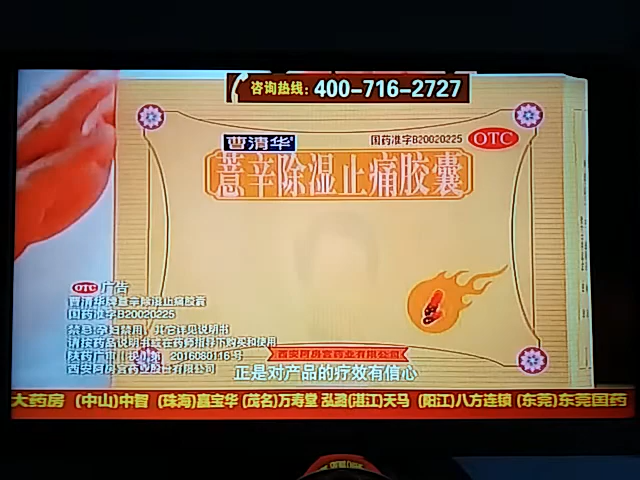 咨询热线: 400-716-2727
曹清华® 国药准字B20020225 OTC
薏辛除湿止痛胶囊
OTC 广告
曹清华牌薏辛除湿止痛胶囊
国药准字B20020225
禁忌:孕妇禁用，其它详见说明书
请按药品说明书或在药师指导下购买和使用
2016080116号
西安阿房宫药业股份有限公司
西安阿房宫药业有限公司
正是对产品的疗效有信心
大药房 (中山)中智 (珠海)嘉宝华 (茂名)万寿堂 弘潞(湛江)天马 (阳江)八方连锁 (东莞)东莞国药